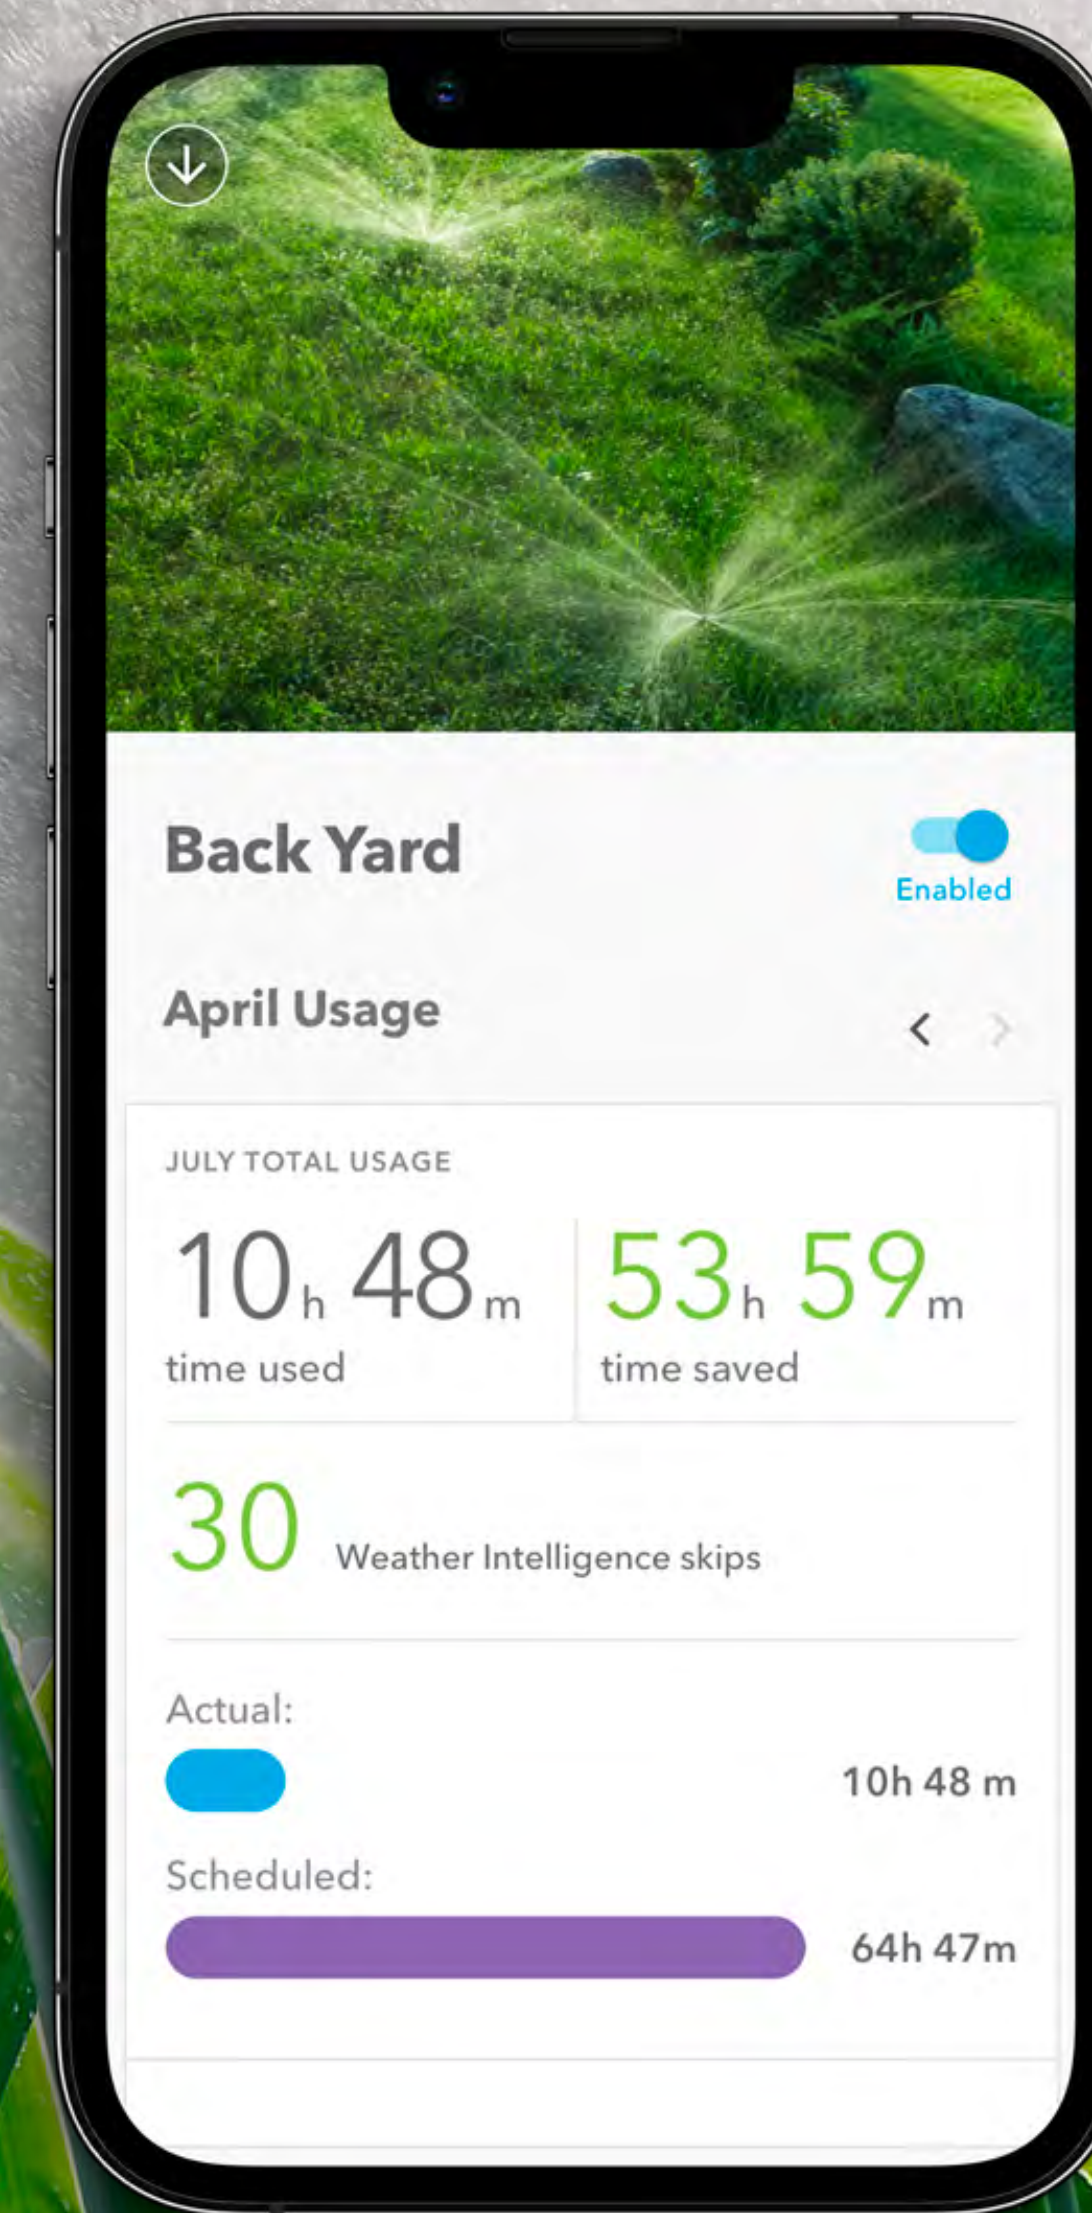 Back Yard
Enabled
April Usage
JULY TOTAL USAGE
10h 48m
53h 59m
time used
time saved
30 Weather Intelligence skips
Actual:
10h 48 m
Scheduled:
64h 47m